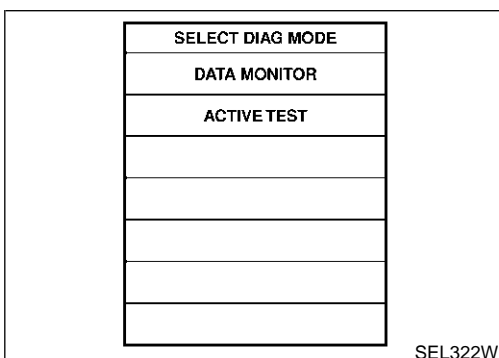 SELECT DIAG MODE
DATA MONITOR
ACTIVE TEST
SEL322W